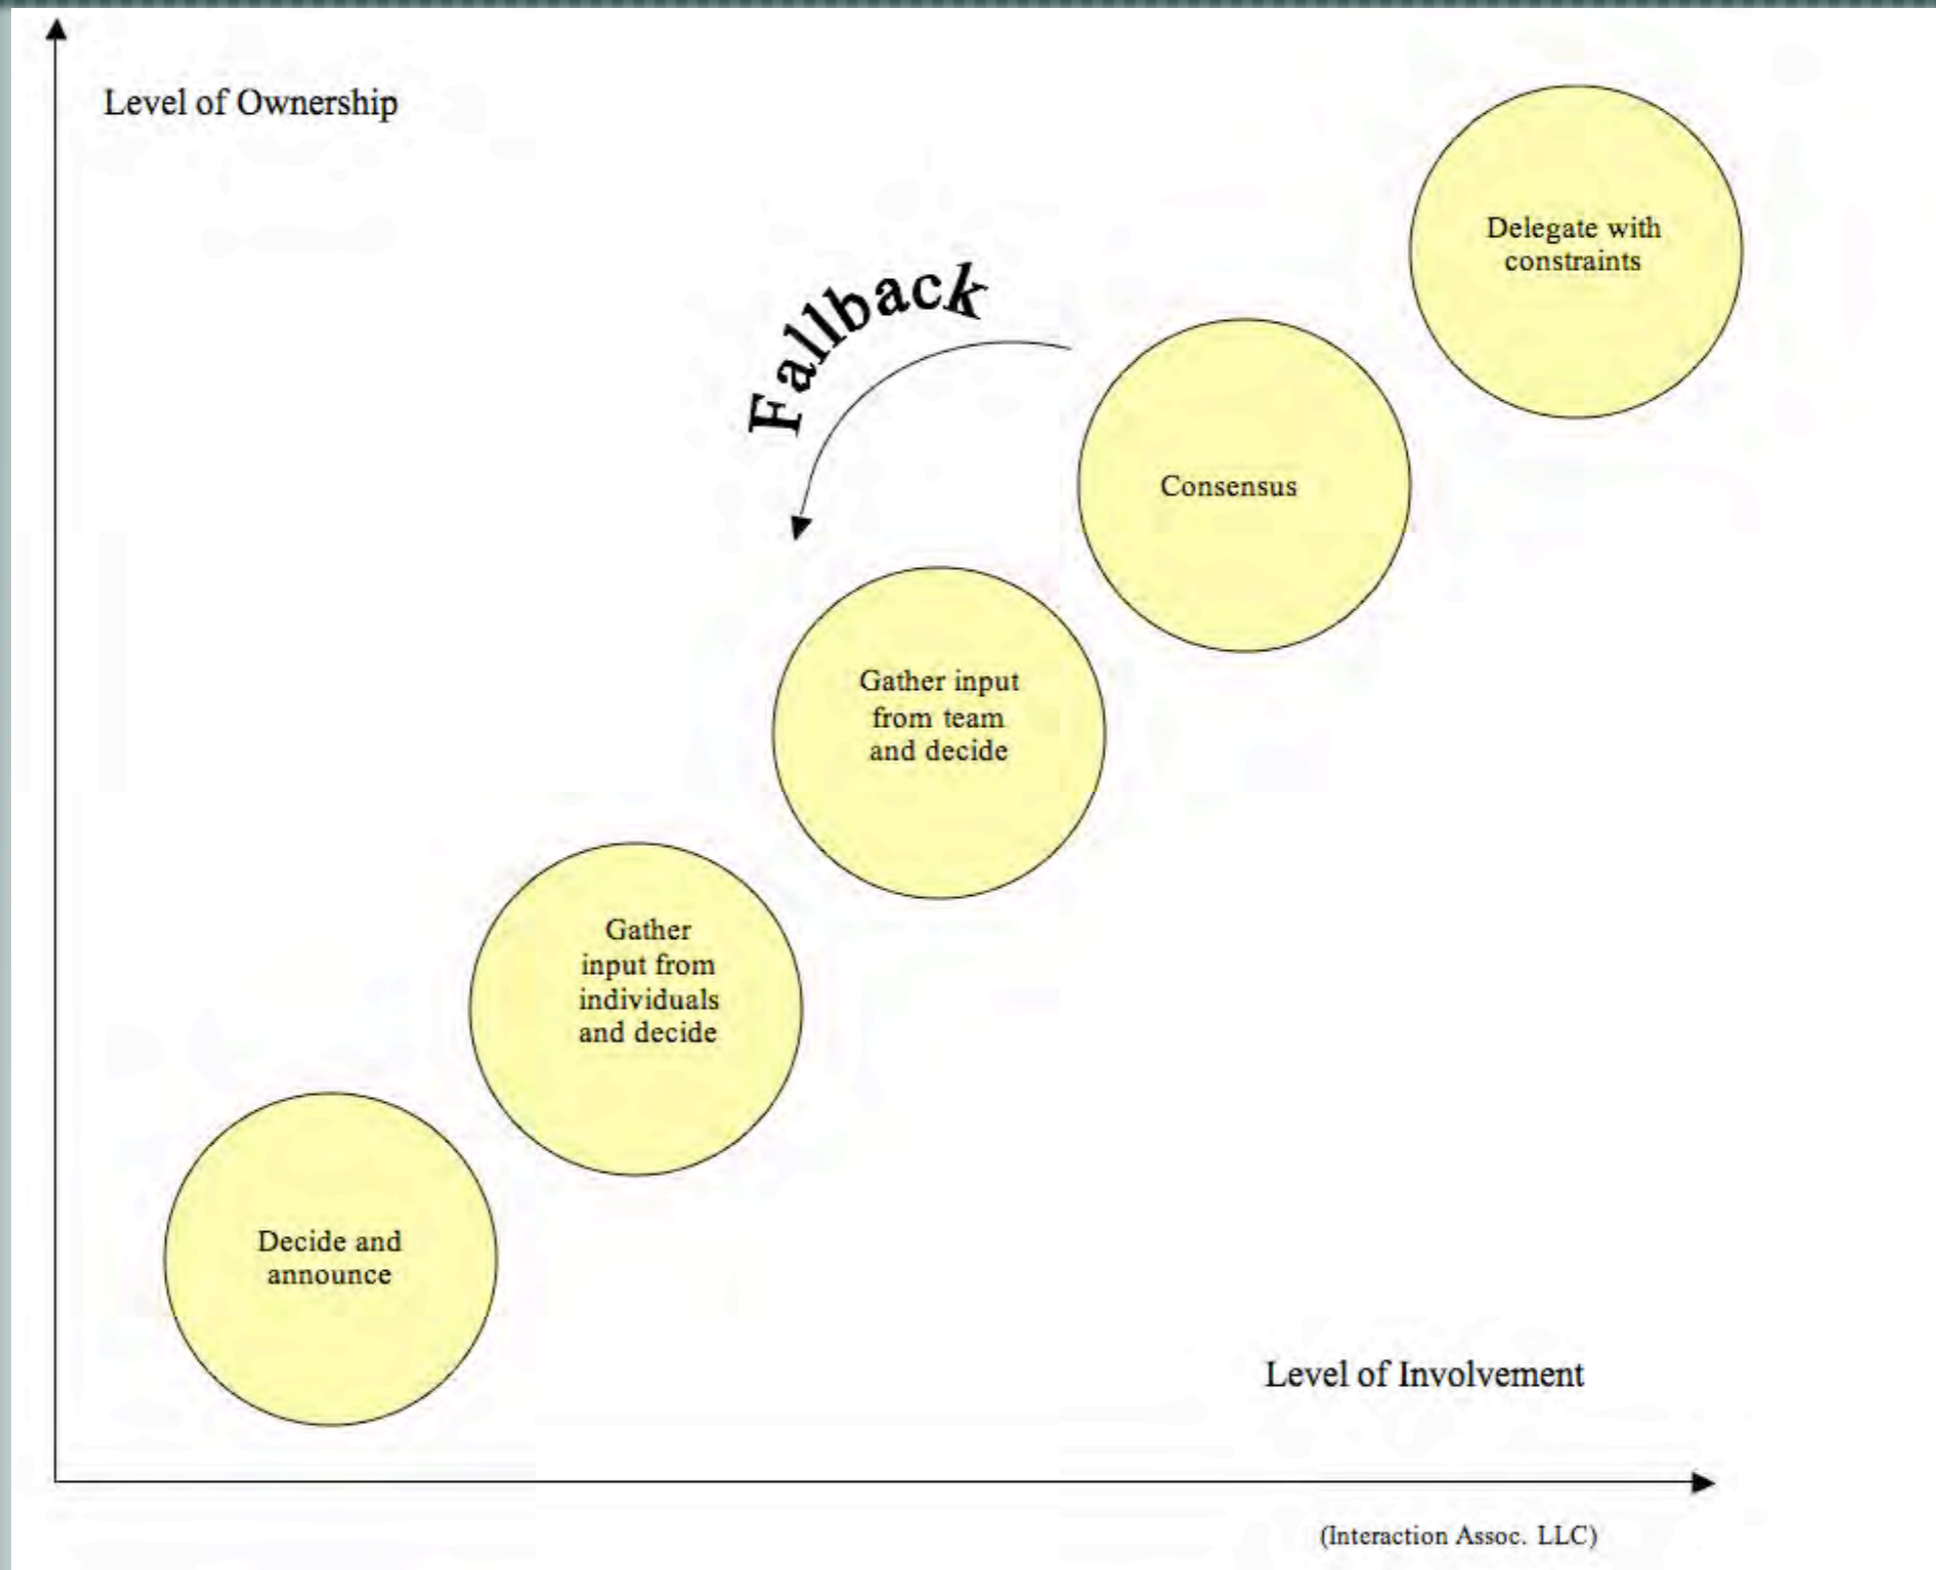 Level of Ownership
Delegate with
constraints
Fallback
Consensus
Gather input
from team
and decide
Gather
input from
individuals
and decide
Decide and
announce
Level of Involvement
(Interaction Assoc. LLC)